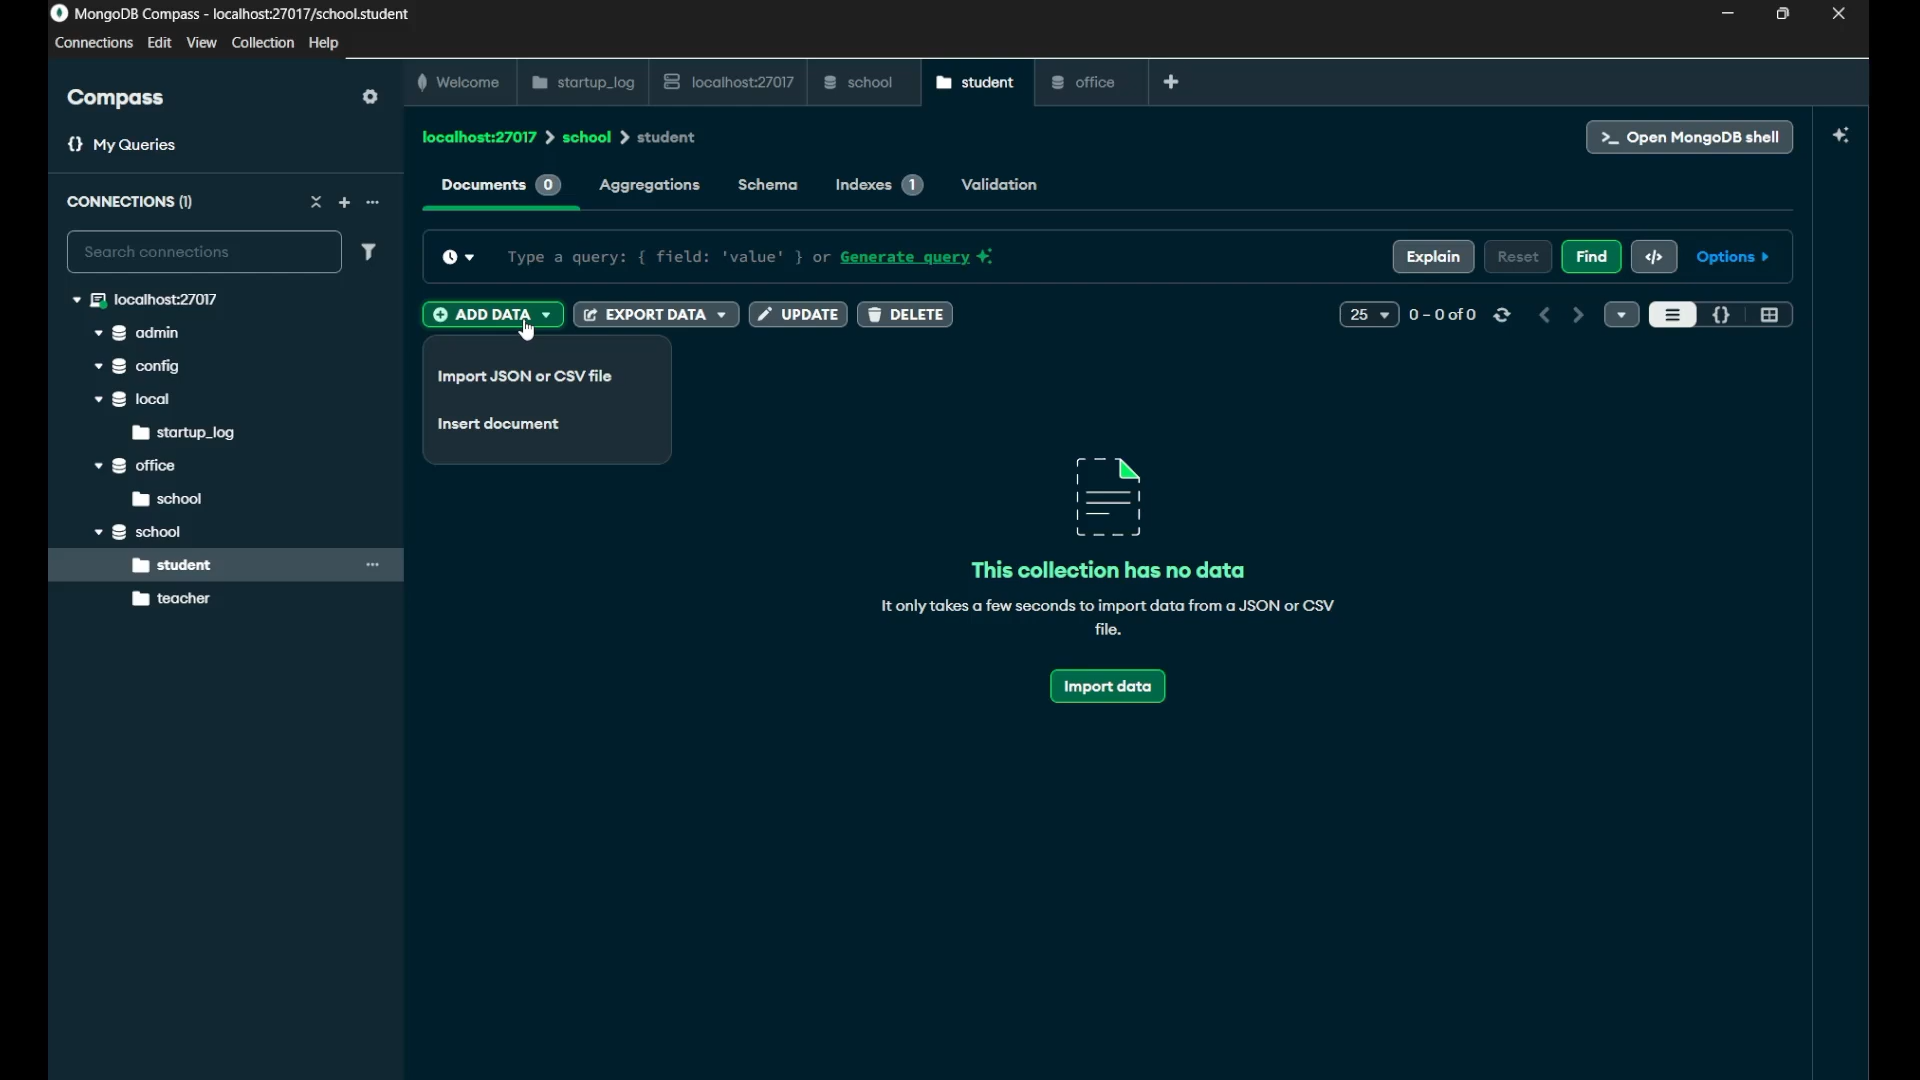 MongoDB Compass - localhost:27017/school.student
Connections Edit View Collection Help
Compass
{} My Queries
CONNECTIONS (1)
Search connections
localhost:27017
admin
config
local
startup_log
office
school
school
student
teacher
Welcome startup_log localhost:27017 school student office
localhost:27017 > school > student
>_ Open MongoDB shell
Documents 0 Aggregations Schema Indexes 1 Validation
Type a query: { field: 'value' } or Generate query
Explain Reset Find </> Options
ADD DATA EXPORT DATA UPDATE DELETE
25 0 - 0 of 0 {}
Import JSON or CSV file
Insert document
This collection has no data
It only takes a few seconds to import data from a JSON or CSV
file.
Import data